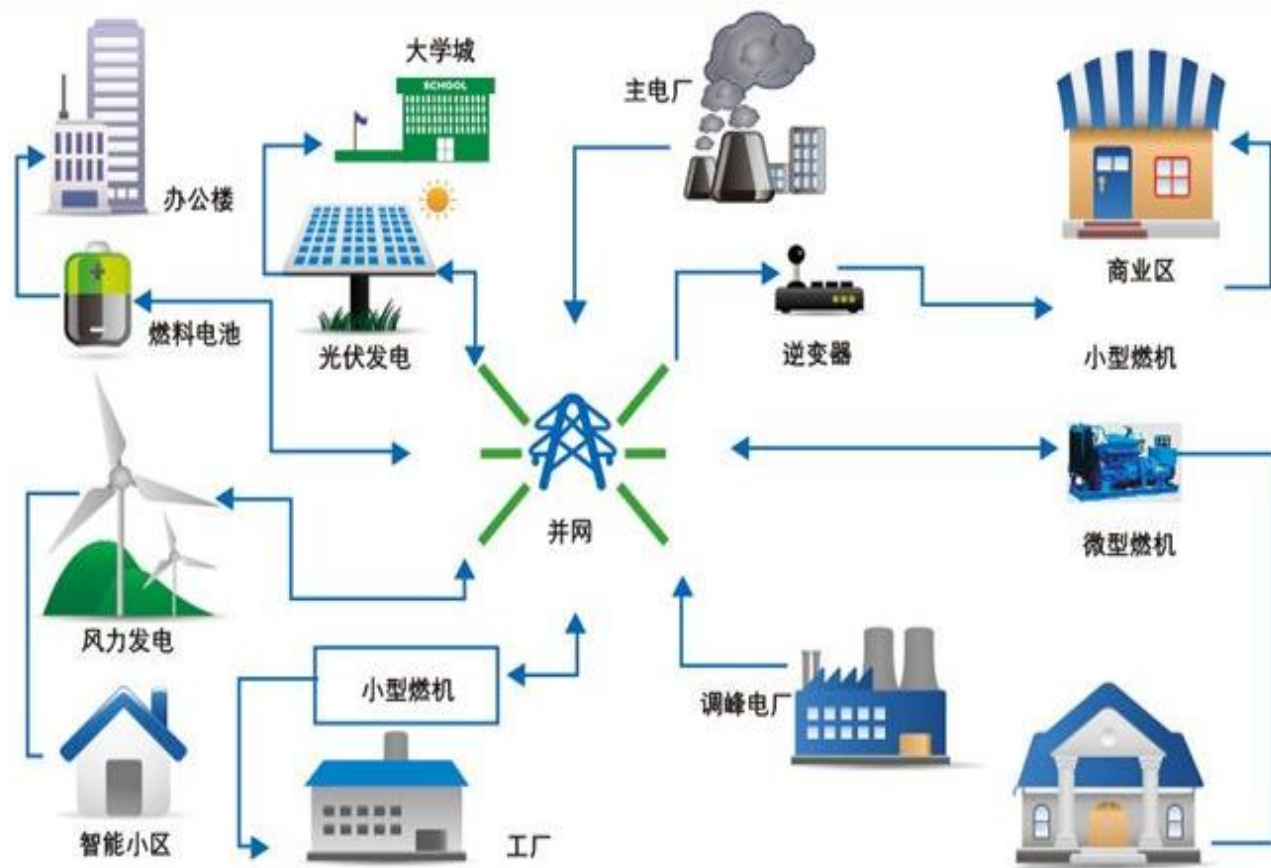 大学城
SCHOOL
主电厂
办公楼
商业区
燃料电池
光伏发电
逆变器
小型燃机
并网
微型燃机
风力发电
小型燃机
调峰电厂
智能小区
工厂